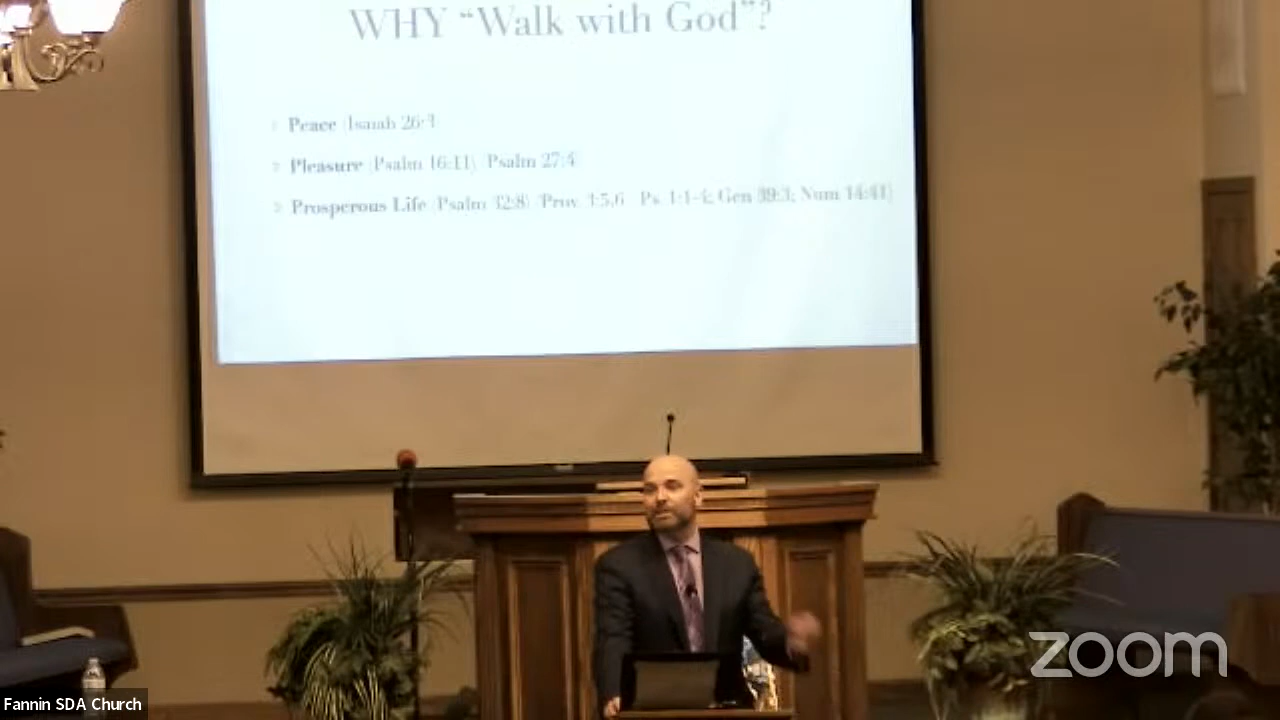 WHY “Walk with God”?
Peace (Isaiah 26:3
Pleasure (Psalm 16:11) (Psalm 27:4)
Prosperous Life (Psalm 32:8) (Prov 3:5,6 Ps. 1:1-4; Gen 39:3; Num 14:41)
zoom
Fannin SDA Church